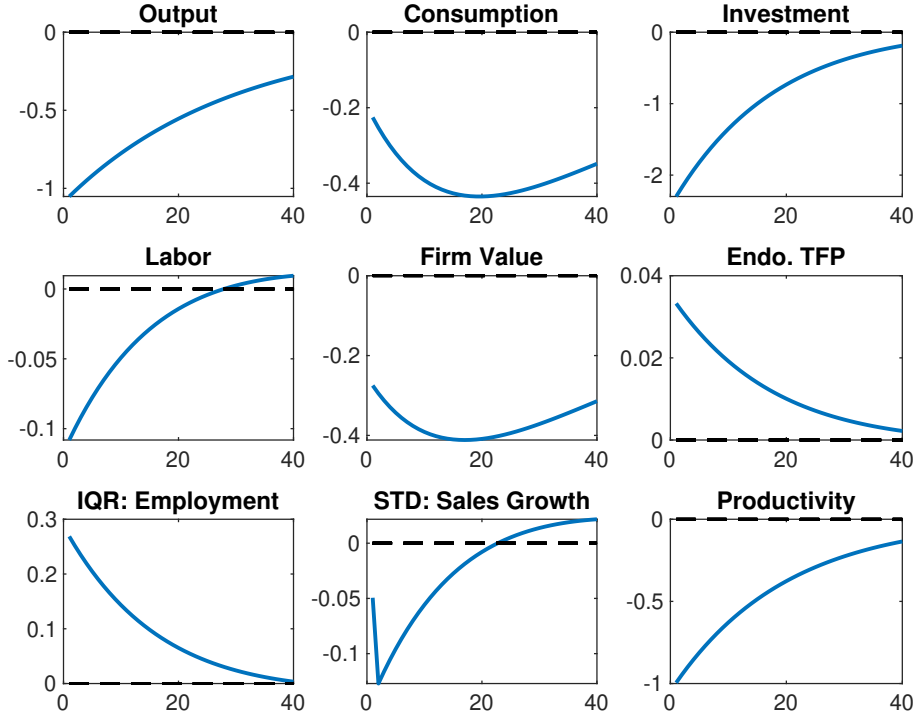 Output
0
-0.5
-1
0 20 40
Consumption
0
-0.2
-0.4
0 20 40
Investment
0
-1
-2
0 20 40
Labor
0
-0.05
-0.1
0 20 40
Firm Value
0
-0.2
-0.4
0 20 40
Endo. TFP
0.04
0.02
0
0 20 40
IQR: Employment
0.3
0.2
0.1
0
0 20 40
STD: Sales Growth
0
-0.05
-0.1
0 20 40
Productivity
0
-0.5
-1
0 20 40